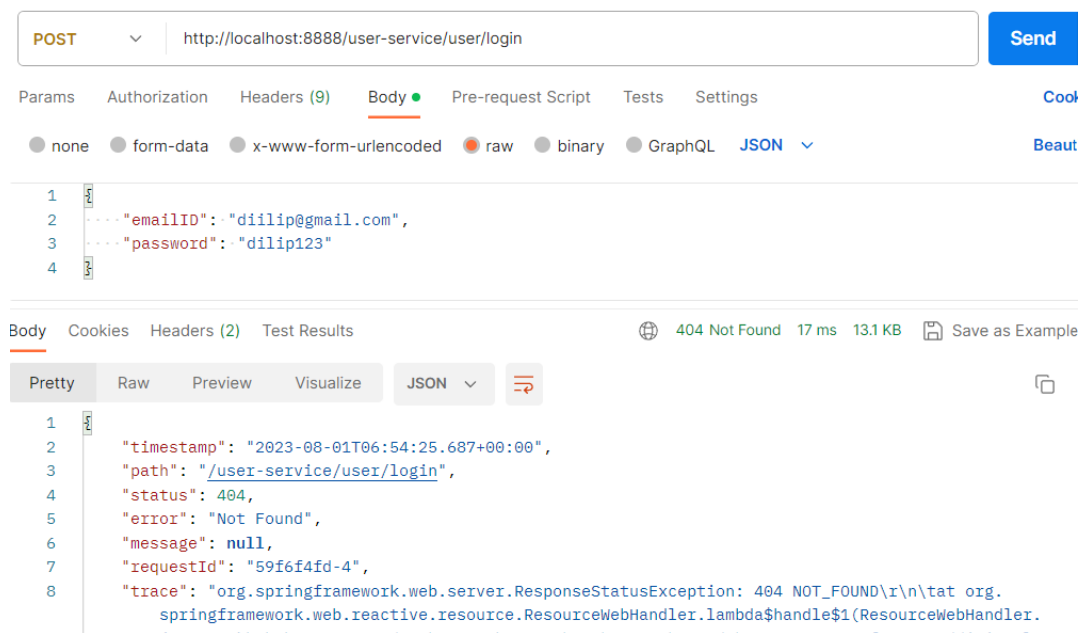 POST http://localhost:8888/user-service/user/login Send
Params Authorization Headers (9) Body Pre-request Script Tests Settings Cook
none form-data x-www-form-urlencoded raw binary GraphQL JSON Beaut
1 {
2 "emailID": "diilip@gmail.com",
3 "password": "dilip123"
4 }
Body Cookies Headers (2) Test Results 404 Not Found 17 ms 13.1 KB Save as Example
Pretty Raw Preview Visualize JSON
1 {
2 "timestamp": "2023-08-01T06:54:25.687+00:00",
3 "path": "/user-service/user/login",
4 "status": 404,
5 "error": "Not Found",
6 "message": null,
7 "requestId": "59f6f4fd-4",
8 "trace": "org.springframework.web.server.ResponseStatusException: 404 NOT_FOUND\r\n\tat org.
springframework.web.reactive.resource.ResourceWebHandler.lambda$handle$1(ResourceWebHandler.